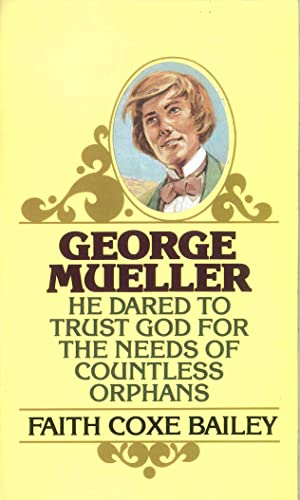 GEORGE
MUELLER
HE DARED TO
TRUST GOD FOR
THE NEEDS OF
COUNTLESS
ORPHANS
FAITH COXE BAILEY